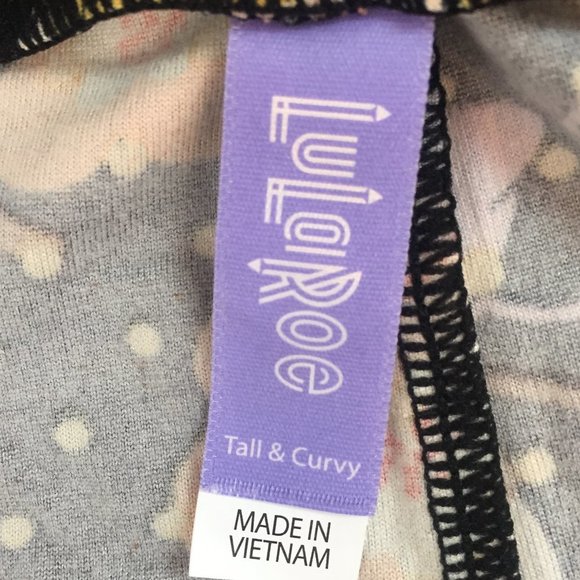 LuLaRoe
Tall & Curvy
MADE IN
VIETNAM